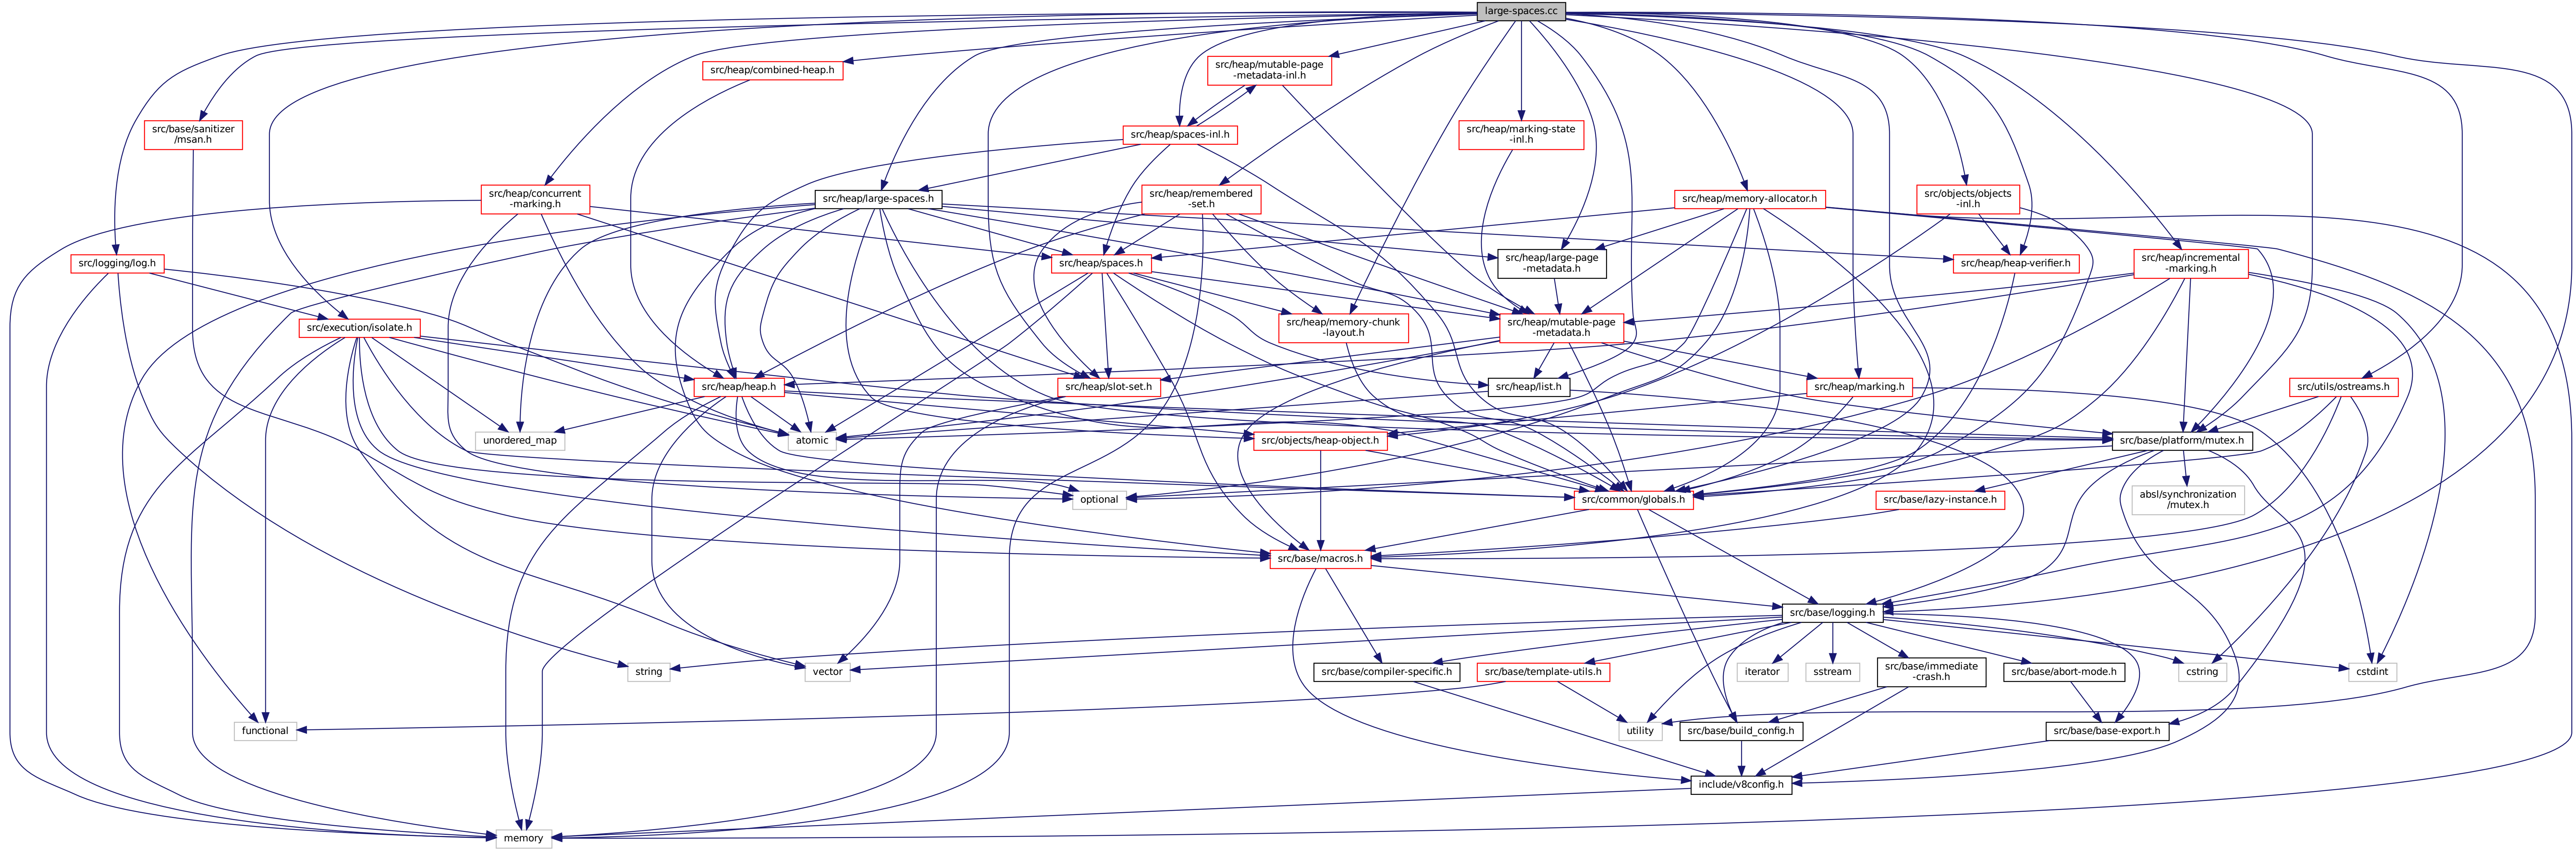 large-spaces.cc
src/heap/combined-heap.h
src/heap/mutable-page
-metadata-inl.h
src/base/sanitizer
/msan.h
src/heap/spaces-inl.h
src/heap/marking-state
-inl.h
src/heap/concurrent
-marking.h
src/heap/large-spaces.h
src/heap/remembered
-set.h
src/heap/memory-allocator.h
src/objects/objects
-inl.h
src/logging/log.h
src/heap/spaces.h
src/heap/large-page
-metadata.h
src/heap/heap-verifier.h
src/heap/incremental
-marking.h
src/execution/isolate.h
src/heap/memory-chunk
-layout.h
src/heap/mutable-page
-metadata.h
src/heap/heap.h
src/heap/slot-set.h
src/heap/list.h
src/heap/marking.h
src/utils/ostreams.h
unordered_map
atomic
src/objects/heap-object.h
src/base/platform/mutex.h
optional
src/common/globals.h
src/base/lazy-instance.h
absl/synchronization
/mutex.h
src/base/macros.h
src/base/logging.h
string
vector
src/base/compiler-specific.h
src/base/template-utils.h
iterator
sstream
src/base/immediate
-crash.h
src/base/abort-mode.h
cstring
cstdint
functional
utility
src/base/build_config.h
src/base/base-export.h
include/v8config.h
memory